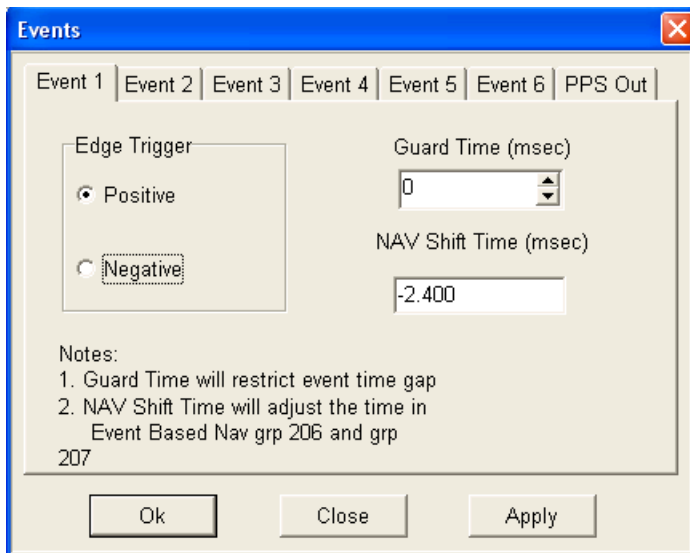 Events
Event 1 Event 2 Event 3 Event 4 Event 5 Event 6 PPS Out
Edge Trigger
Positive
Negative
Guard Time (msec)
0
NAV Shift Time (msec)
-2.400
Notes:
1. Guard Time will restrict event time gap
2. NAV Shift Time will adjust the time in
Event Based Nav grp 206 and grp
207
Ok Close Apply